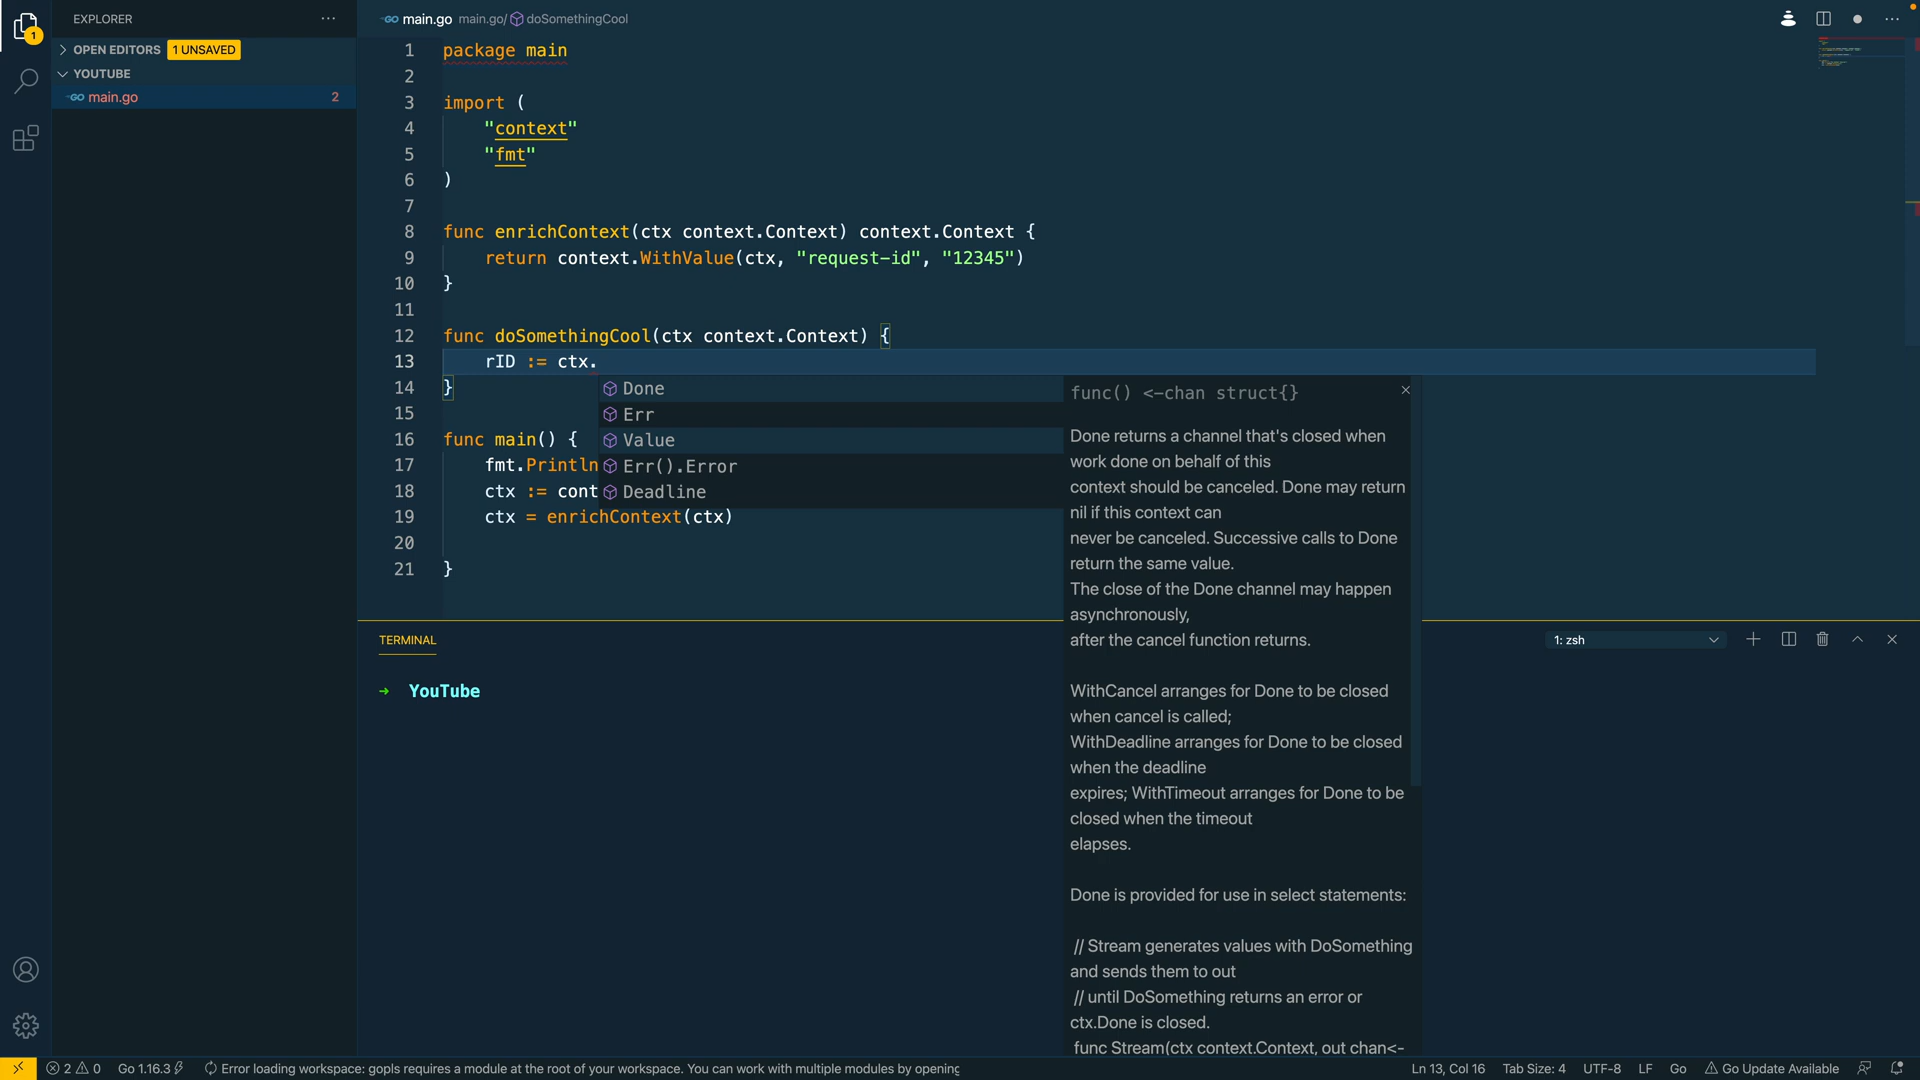 EXPLORER
1
OPEN EDITORS 1 UNSAVED
YOUTUBE
GO main.go 2
GO main.go main.go/ doSomethingCool
1 package main
2
3 import (
4 "context"
5 "fmt"
6 )
7
8 func enrichContext(ctx context.Context) context.Context {
9 return context.WithValue(ctx, "request-id", "12345")
10 }
11
12 func doSomethingCool(ctx context.Context) {
13 rID := ctx.
14 }
15
16 func main() {
17 fmt.Println
18 ctx := cont
19 ctx = enrichContext(ctx)
20
21 }
Done
Err
Value
Err().Error
Deadline
func() <-chan struct{}
Done returns a channel that's closed when
work done on behalf of this
context should be canceled. Done may return
nil if this context can
never be canceled. Successive calls to Done
return the same value.
The close of the Done channel may happen
asynchronously,
after the cancel function returns.
WithCancel arranges for Done to be closed
when cancel is called;
WithDeadline arranges for Done to be closed
when the deadline
expires; WithTimeout arranges for Done to be
closed when the timeout
elapses.
Done is provided for use in select statements:
// Stream generates values with DoSomething
and sends them to out
// until DoSomething returns an error or
ctx.Done is closed.
func Stream(ctx context.Context, out chan<-
TERMINAL
1: zsh
➜ YouTube
2 0 Go 1.16.3 Error loading workspace: gopls requires a module at the root of your workspace. You can work with multiple modules by opening
Ln 13, Col 16 Tab Size: 4 UTF-8 LF Go Go Update Available